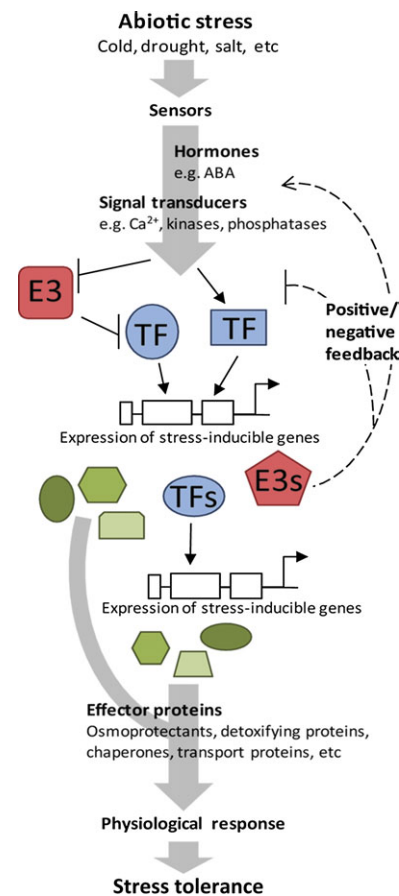 Abiotic stress
Cold, drought, salt, etc
Sensors
Hormones
e.g. ABA
Signal transducers
e.g. Ca²⁺, kinases, phosphatases
E3
TF
TF
Positive/
negative
feedback
Expression of stress-inducible genes
TFs
E3s
Expression of stress-inducible genes
Effector proteins
Osmoprotectants, detoxifying proteins,
chaperones, transport proteins, etc
Physiological response
Stress tolerance